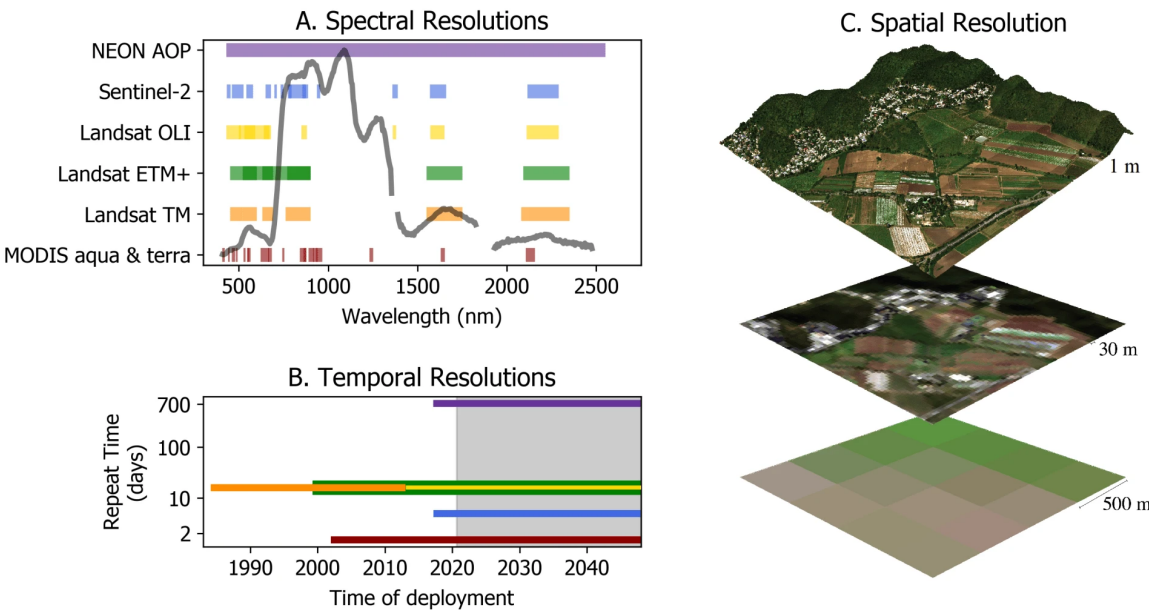 A. Spectral Resolutions
NEON AOP
Sentinel-2
Landsat OLI
Landsat ETM+
Landsat TM
MODIS aqua & terra
500 1000 1500 2000 2500
Wavelength (nm)
B. Temporal Resolutions
Repeat Time
(days)
700
100
10
2
1990 2000 2010 2020 2030 2040
Time of deployment
C. Spatial Resolution
1 m
30 m
500 m